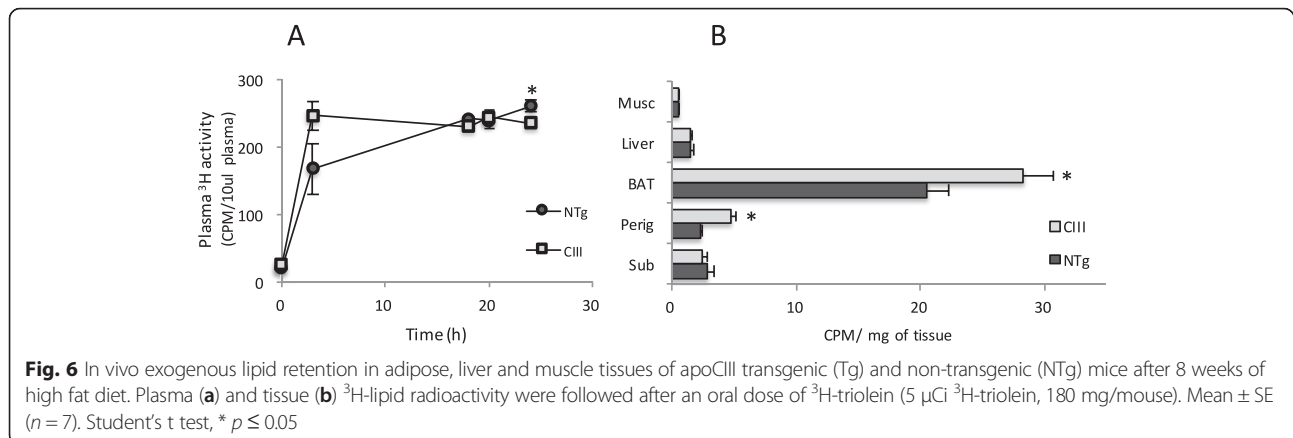 A
B
Plasma ³H activity
(CPM/10ul plasma)
300
200
100
0
0
10
20
30
Time (h)
*
NTg
CIII
Musc
Liver
BAT
Perig
Sub
*
*
CIII
NTg
0
10
20
30
CPM/ mg of tissue
Fig. 6 In vivo exogenous lipid retention in adipose, liver and muscle tissues of apoCIII transgenic (Tg) and non-transgenic (NTg) mice after 8 weeks of
high fat diet. Plasma (a) and tissue (b) ³H-lipid radioactivity were followed after an oral dose of ³H-triolein (5 μCi ³H-triolein, 180 mg/mouse). Mean ± SE
(n = 7). Student's t test, * p ≤ 0.05